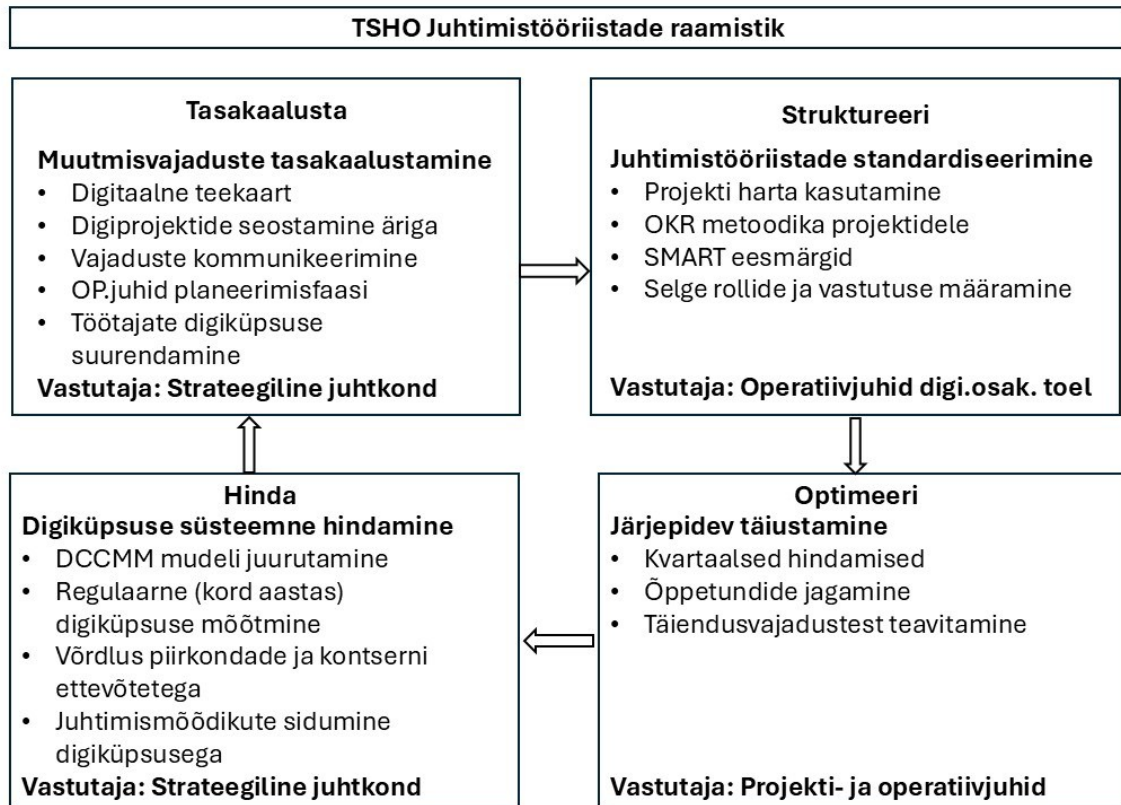 TSHO Juhtimistööriistade raamistik
Tasakaalusta
Muutmisvajaduste tasakaalustamine
• Digitaalne teekaart
• Digiprojektide seostamine äriga
• Vajaduste kommunikeerimine
• OP.juhid planeerimisfaasi
• Töötajate digiküpsuse
suurendamine
Vastutaja: Strateegiline juhtkond
Struktureeri
Juhtimistööriistade standardiseerimine
• Projekti harta kasutamine
• OKR metoodika projektidele
• SMART eesmärgid
• Selge rollide ja vastutuse määramine
Vastutaja: Operatiivjuhid digi.osak. toel
Hinda
Digiküpsuse süsteemne hindamine
• DCCMM mudeli juurutamine
• Regulaarne (kord aastas)
digiküpsuse mõõtmine
• Võrdlus piirkondade ja kontserni
ettevõtetega
• Juhtimismõõdikute sidumine
digiküpsusega
Vastutaja: Strateegiline juhtkond
Optimeeri
Järjepidev täiustamine
• Kvartaalsed hindamised
• Õppetundide jagamine
• Täiendusvajadustest teavitamine
Vastutaja: Projekti- ja operatiivjuhid